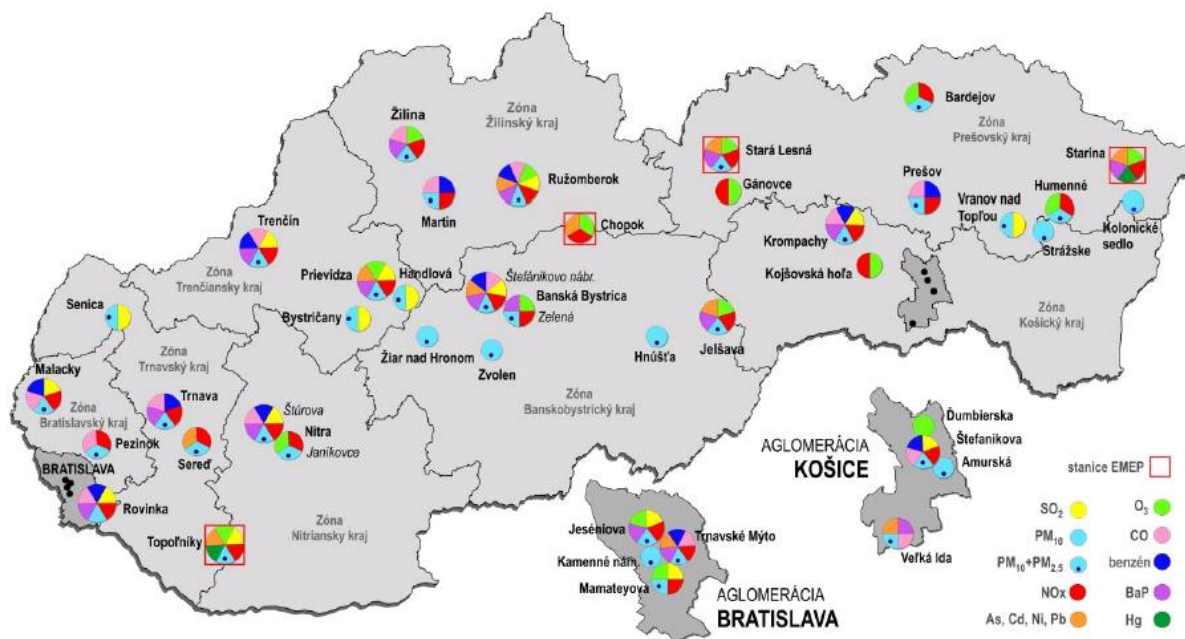 Bardejov
Zóna
Prešovský kraj
Žilina
Zóna
Žilinský kraj
Stará Lesná
Starina
Gánovce
Ružomberok
Martin
Prešov
Humenné
Vranov nad
Topľou
Kolonické
sedlo
Strážske
Trenčín
Chopok
Krompachy
Kojšovská hoľa
Zóna
Trenčiansky kraj
Prievidza
Handlová
Štefánikovo nábr.
Banská Bystrica
Zelená
Bystričany
Senica
Zóna
Košický kraj
Žiar nad Hronom
Zvolen
Hnúšťa
Jelšava
Zóna
Trnavský kraj
Malacky
Zóna
Bratislavský kraj
Trnava
Štúrova
Nitra
Janíkovce
Zóna
Banskobystrický kraj
Pezinok
Sereď
BRATISLAVA
Rovinka
Topoľníky
Zóna
Nitriansky kraj
AGLOMERÁCIA
KOŠICE
Ďumbierska
Štefanikova
Amurská
Veľká Ida
Jeséniova
Trnavské Mýto
Kamenné nám.
Mamateyova
AGLOMERÁCIA
BRATISLAVA
stanice EMEP
SO2
O3
PM10
CO
PM10+PM2,5
benzén
NOx
BaP
As, Cd, Ni, Pb
Hg